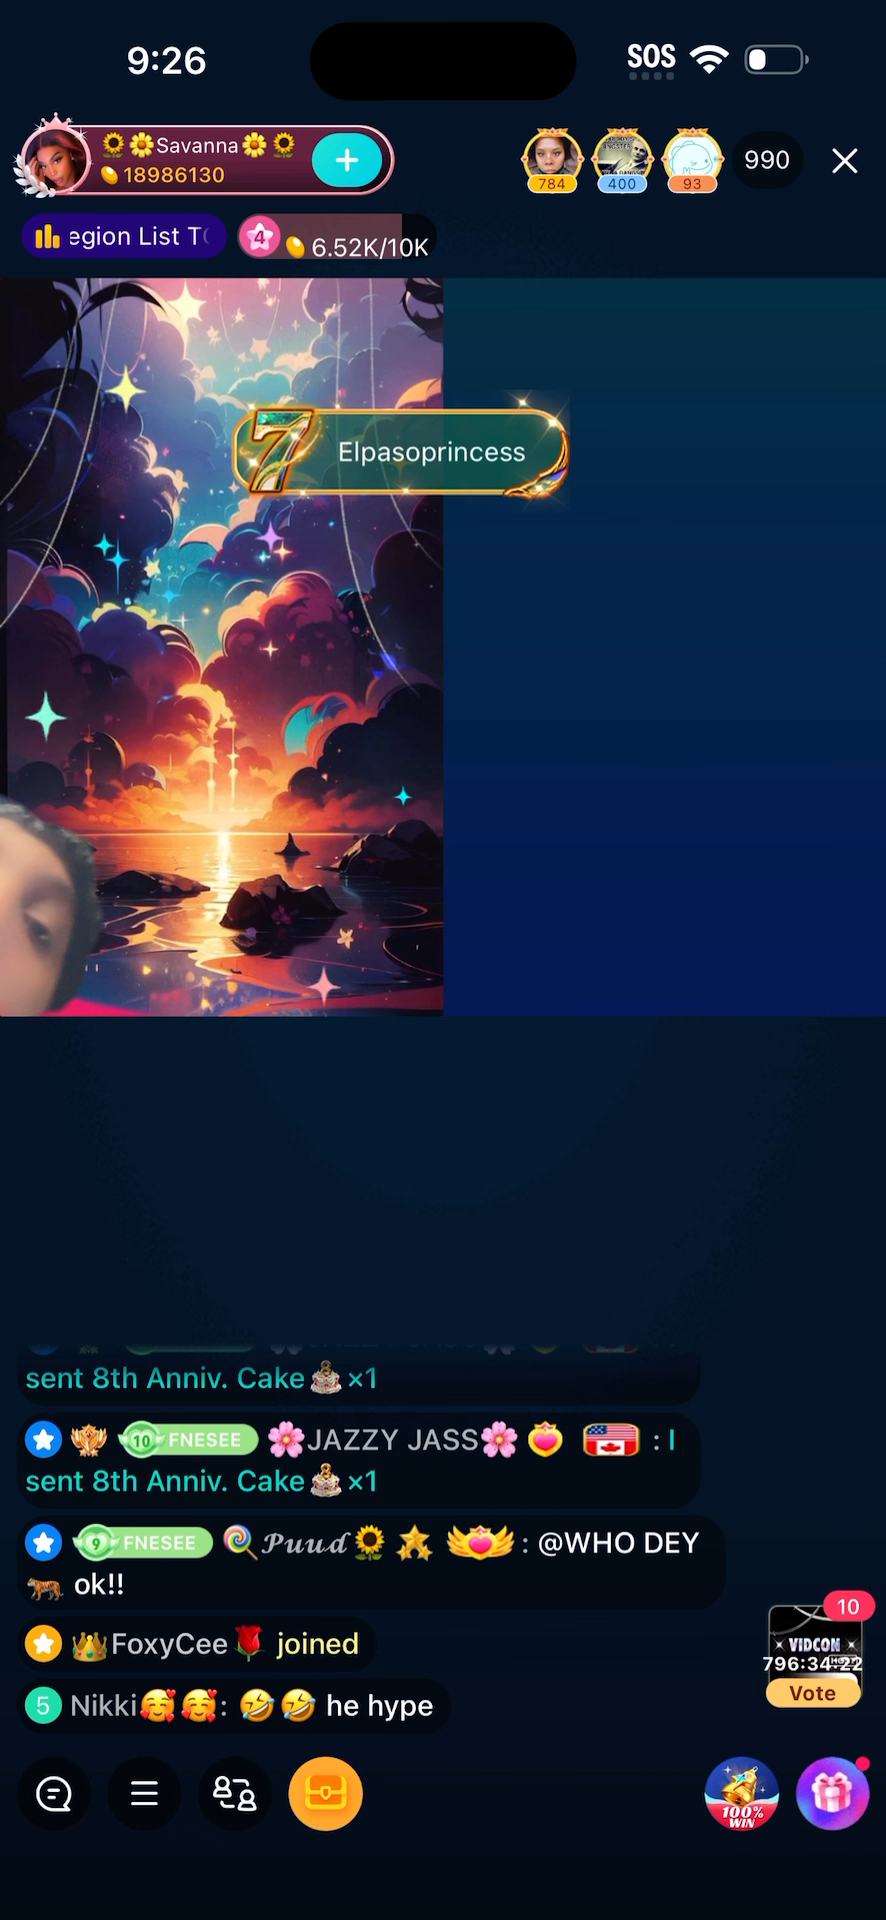 9:26
SOS
🌻🌼Savanna🌼🌻
18986130
784
400
93
990
egion List T
4
6.52K/10K
7
Elpasoprincess
sent 8th Anniv. Cake ×1
10 FNESEE 🌸JAZZY JASS🌸 : I
sent 8th Anniv. Cake ×1
9 FNESEE 🍭𝓟𝓾𝓾𝓭🌻 : @WHO DEY
🐅 ok!!
👑FoxyCee🌹 joined
5 Nikki🥰🥰: 🤣🤣 he hype
10
VIDCON
796:34:22
Vote
100%
WIN